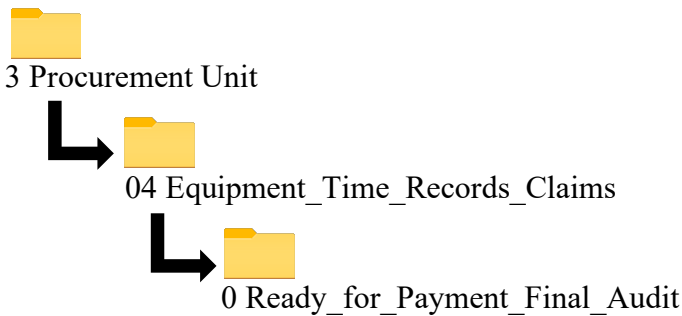 3 Procurement Unit
04 Equipment_Time_Records_Claims
0 Ready_for_Payment_Final_Audit